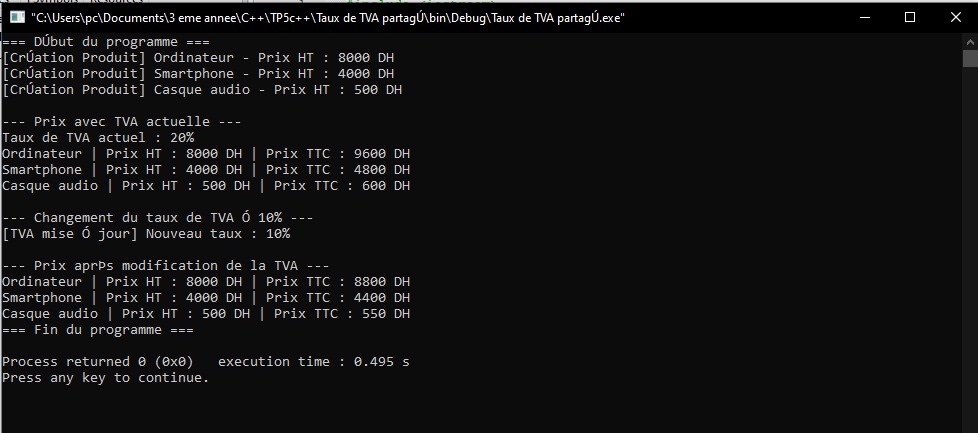 "C:\Users\pc\Documents\3 eme annee\C++\TP5c++\Taux de TVA partagÚ\bin\Debug\Taux de TVA partagÚ.exe"
=== DÚbut du programme ===
[CrÚation Produit] Ordinateur - Prix HT : 8000 DH
[CrÚation Produit] Smartphone - Prix HT : 4000 DH
[CrÚation Produit] Casque audio - Prix HT : 500 DH
--- Prix avec TVA actuelle ---
Taux de TVA actuel : 20%
Ordinateur | Prix HT : 8000 DH | Prix TTC : 9600 DH
Smartphone | Prix HT : 4000 DH | Prix TTC : 4800 DH
Casque audio | Prix HT : 500 DH | Prix TTC : 600 DH
--- Changement du taux de TVA Ó 10% ---
[TVA mise Ó jour] Nouveau taux : 10%
--- Prix aprÞs modification de la TVA ---
Ordinateur | Prix HT : 8000 DH | Prix TTC : 8800 DH
Smartphone | Prix HT : 4000 DH | Prix TTC : 4400 DH
Casque audio | Prix HT : 500 DH | Prix TTC : 550 DH
=== Fin du programme ===
Process returned 0 (0x0)   execution time : 0.495 s
Press any key to continue.